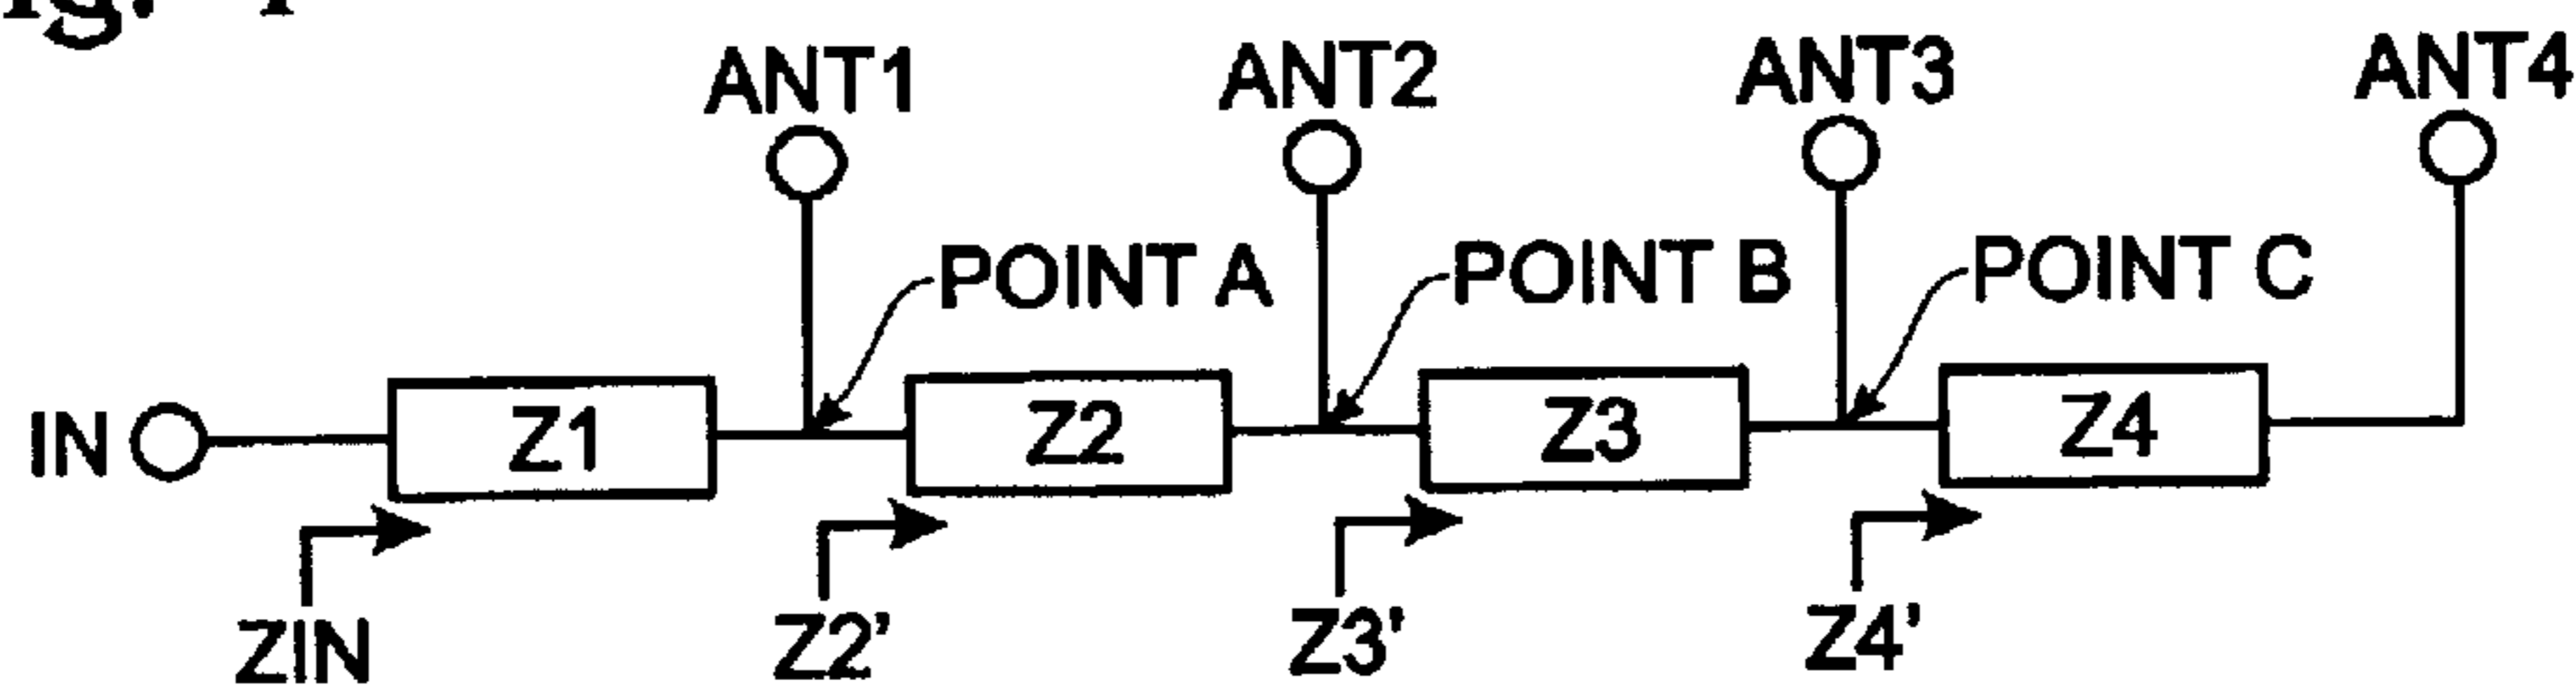 ANT1
ANT2
ANT3
ANT4
POINT A
POINT B
POINT C
IN
Z1
Z2
Z3
Z4
ZIN
Z2'
Z3'
Z4'